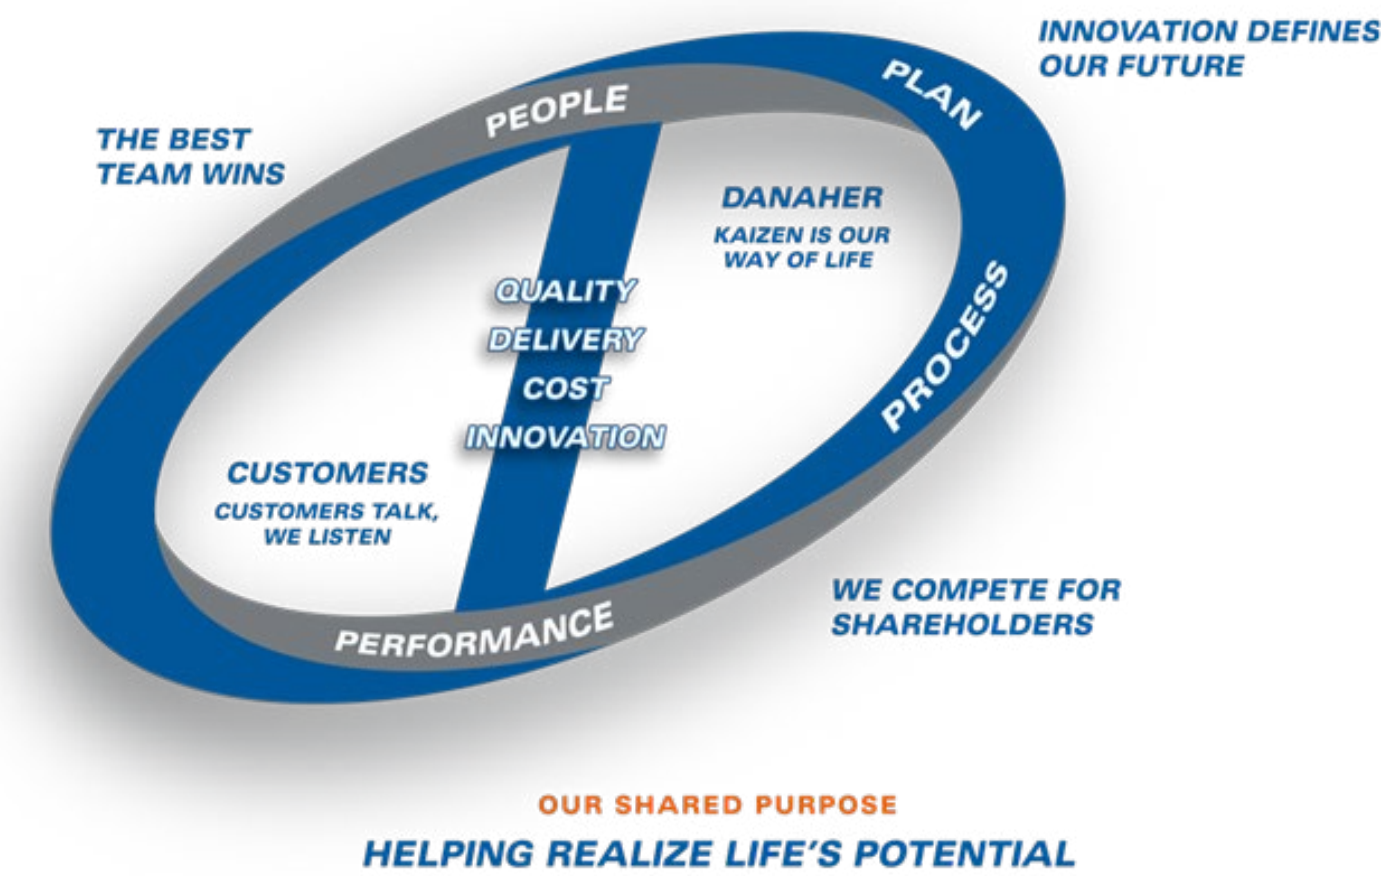 INNOVATION DEFINES
OUR FUTURE
PLAN
PEOPLE
THE BEST
TEAM WINS
DANAHER
KAIZEN IS OUR
WAY OF LIFE
QUALITY
DELIVERY
COST
INNOVATION
PROCESS
CUSTOMERS
CUSTOMERS TALK,
WE LISTEN
WE COMPETE FOR
SHAREHOLDERS
PERFORMANCE
OUR SHARED PURPOSE
HELPING REALIZE LIFE'S POTENTIAL